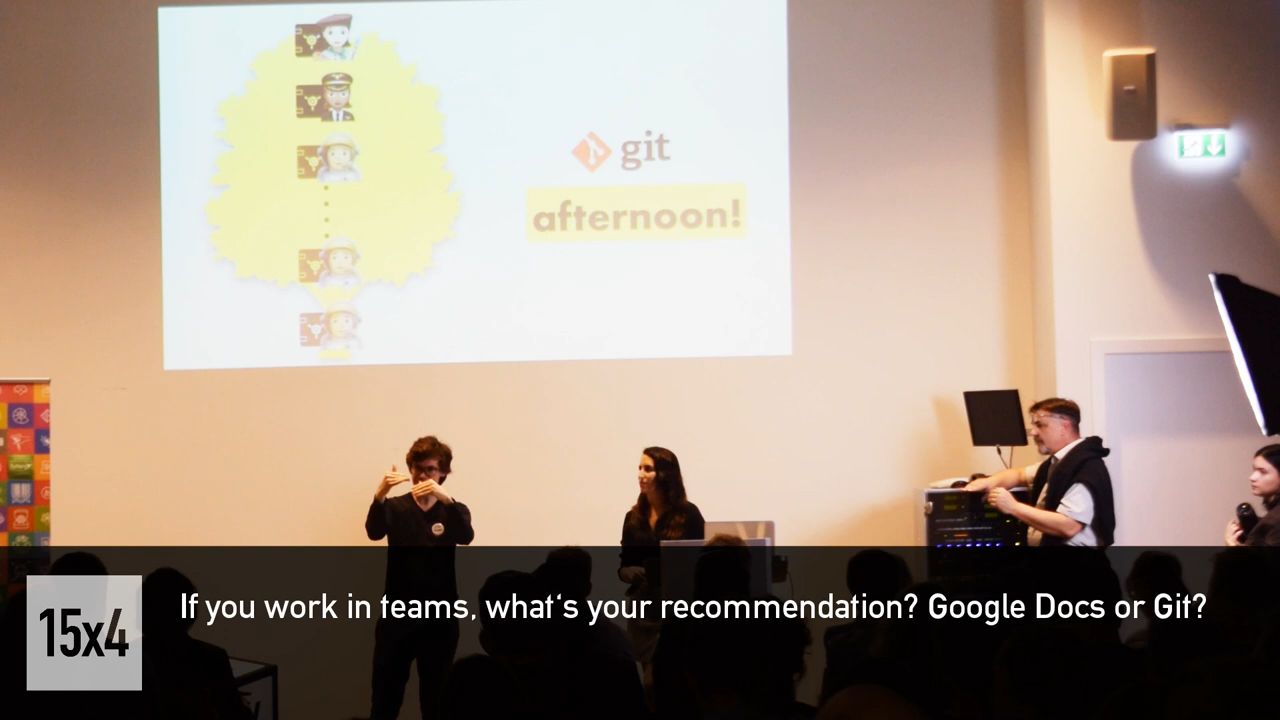 git
afternoon!
15x4
If you work in teams, what's your recommendation? Google Docs or Git?